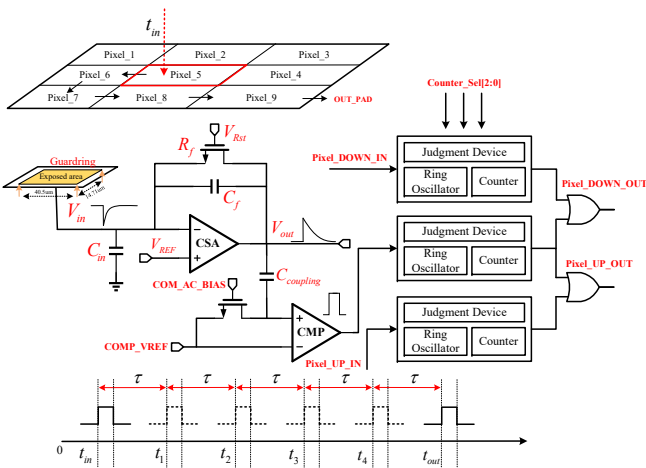 t_in
Pixel_1 Pixel_2 Pixel_3
Pixel_6 Pixel_5 Pixel_4
Pixel_7 Pixel_8 Pixel_9
OUT_PAD
Counter_Sel[2:0]
Pixel_DOWN_IN
Judgment Device
Ring Oscillator
Counter
Pixel_DOWN_OUT
Guardring
Exposed area
40.5um
V_in
C_in
R_f
V_Rst
C_f
V_REF
−
+
CSA
V_out
C_coupling
COM_AC_BIAS
COMP_VREF
+
−
CMP
Judgment Device
Ring Oscillator
Counter
Pixel_UP_OUT
Judgment Device
Ring Oscillator
Counter
Pixel_UP_IN
τ τ τ τ τ
0 t_in t_1 t_2 t_3 t_4 t_out